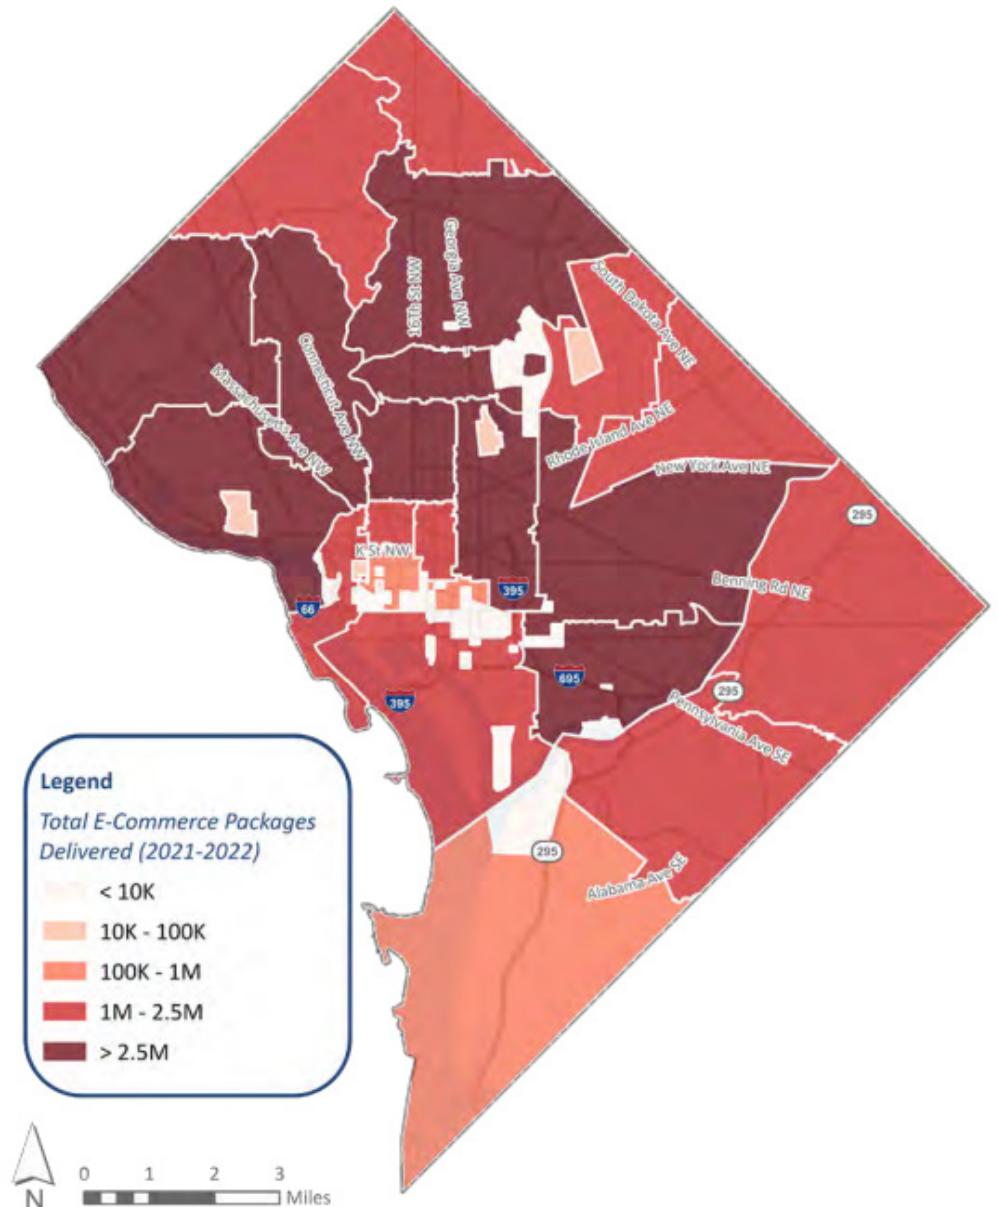 16Th St NW
Georgia Ave NW
South Dakota Ave NE
Connecticut Ave NW
Massachusetts Ave NW
Rhode Island Ave NE
New York Ave NE
295
K St NW
Benning Rd NE
395
66
695
295
395
Pennsylvania Ave SE
295
Alabama Ave SE
Legend
Total E-Commerce Packages
Delivered (2021-2022)
< 10K
10K - 100K
100K - 1M
1M - 2.5M
> 2.5M
N
0 1 2 3
Miles